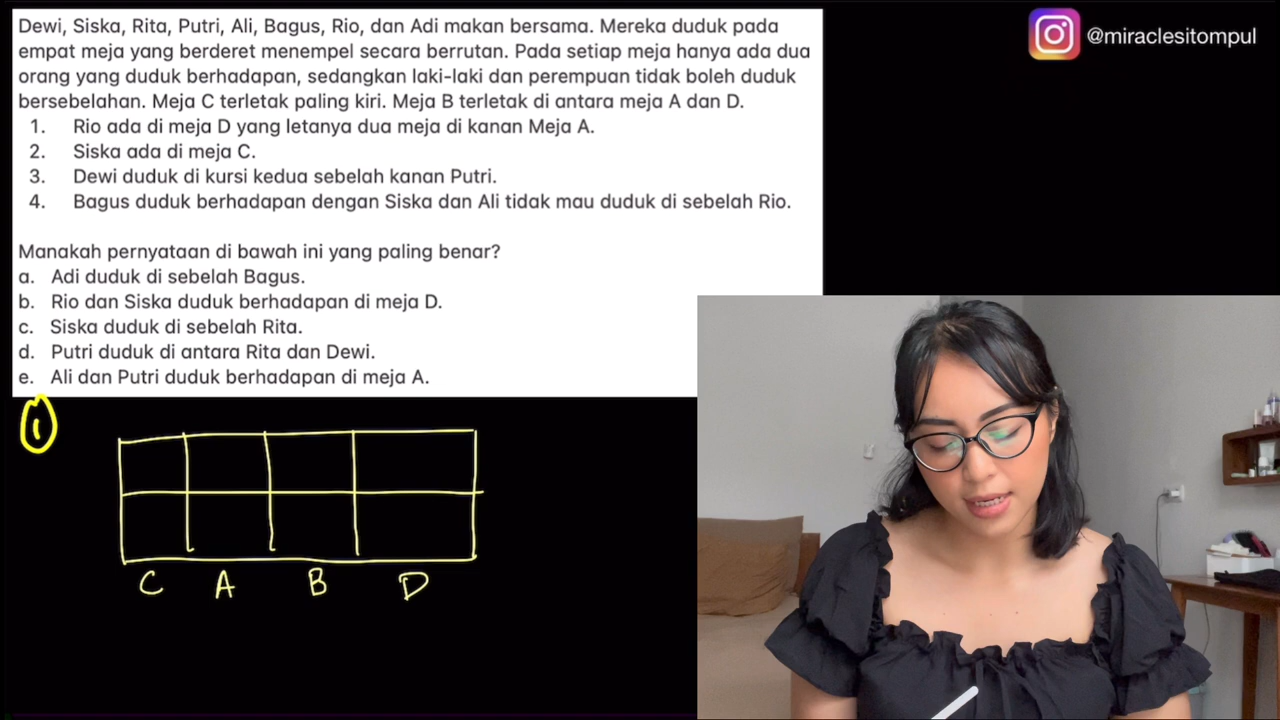 Dewi, Siska, Rita, Putri, Ali, Bagus, Rio, dan Adi makan bersama. Mereka duduk pada
empat meja yang berderet menempel secara berrutan. Pada setiap meja hanya ada dua
orang yang duduk berhadapan, sedangkan laki-laki dan perempuan tidak boleh duduk
bersebelahan. Meja C terletak paling kiri. Meja B terletak di antara meja A dan D.
1. Rio ada di meja D yang letanya dua meja di kanan Meja A.
2. Siska ada di meja C.
3. Dewi duduk di kursi kedua sebelah kanan Putri.
4. Bagus duduk berhadapan dengan Siska dan Ali tidak mau duduk di sebelah Rio.
Manakah pernyataan di bawah ini yang paling benar?
a. Adi duduk di sebelah Bagus.
b. Rio dan Siska duduk berhadapan di meja D.
c. Siska duduk di sebelah Rita.
d. Putri duduk di antara Rita dan Dewi.
e. Ali dan Putri duduk berhadapan di meja A.
@miraclesitompul
1
C A B D